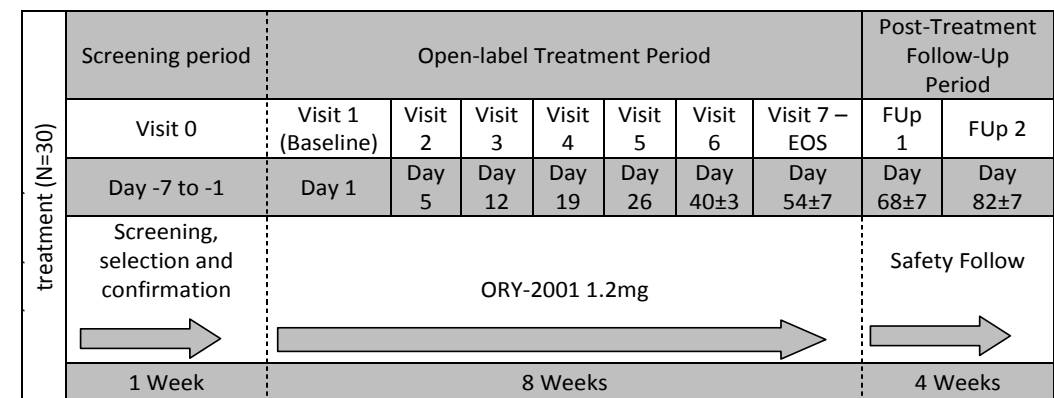 treatment (N=30)
Screening period
Open-label Treatment Period
Post-Treatment
Follow-Up
Period
Visit 0
Visit 1
(Baseline)
Visit
2
Visit
3
Visit
4
Visit
5
Visit
6
Visit 7 –
EOS
FUp
1
FUp 2
Day -7 to -1
Day 1
Day
5
Day
12
Day
19
Day
26
Day
40±3
Day
54±7
Day
68±7
Day
82±7
Screening,
selection and
confirmation
ORY-2001 1.2mg
Safety Follow
1 Week
8 Weeks
4 Weeks